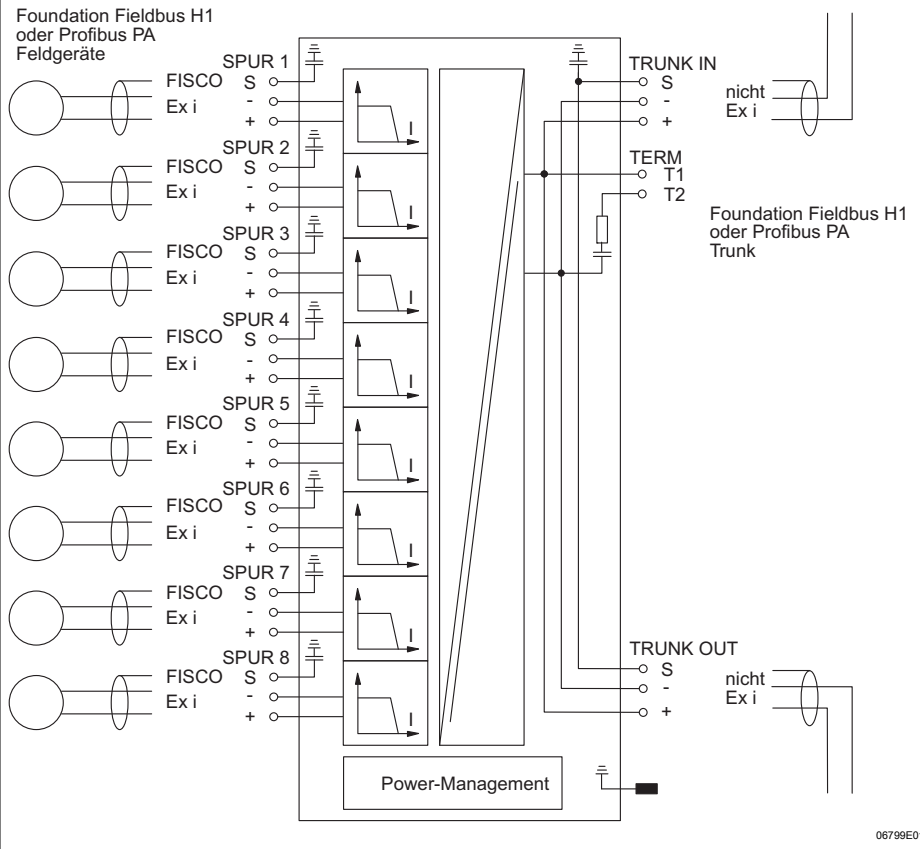 Foundation Fieldbus H1
oder Profibus PA
Feldgeräte
SPUR 1
FISCO S
Ex i -
+
I
SPUR 2
FISCO S
Ex i -
+
I
SPUR 3
FISCO S
Ex i -
+
I
SPUR 4
FISCO S
Ex i -
+
I
SPUR 5
FISCO S
Ex i -
+
I
SPUR 6
FISCO S
Ex i -
+
I
SPUR 7
FISCO S
Ex i -
+
I
SPUR 8
FISCO S
Ex i -
+
I
Power-Management
TRUNK IN
S
-
+
nicht
Ex i
TERM
T1
T2
Foundation Fieldbus H1
oder Profibus PA
Trunk
TRUNK OUT
S
-
+
nicht
Ex i